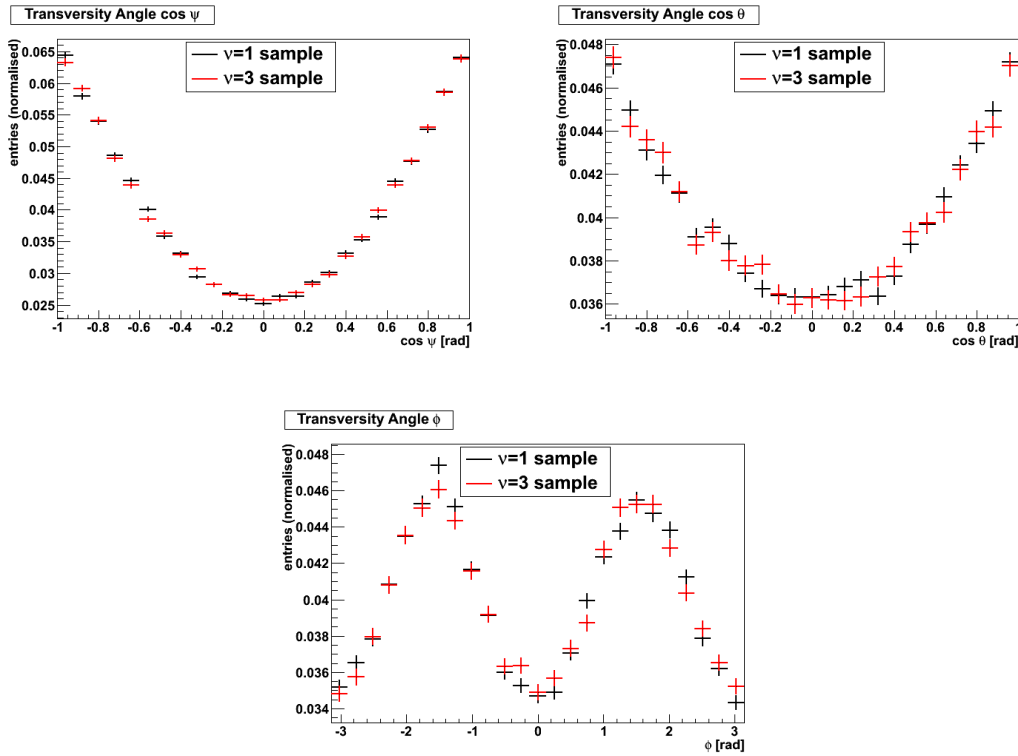 Transversity Angle cos ψ
entries (normalised)
0.065
0.06
0.055
0.05
0.045
0.04
0.035
0.03
0.025
ν=1 sample
ν=3 sample
-1 -0.8 -0.6 -0.4 -0.2 0 0.2 0.4 0.6 0.8 1
cos ψ [rad]
Transversity Angle cos θ
entries (normalised)
0.048
0.046
0.044
0.042
0.04
0.038
0.036
ν=1 sample
ν=3 sample
-1 -0.8 -0.6 -0.4 -0.2 0 0.2 0.4 0.6 0.8 1
cos θ [rad]
Transversity Angle ϕ
entries (normalised)
0.048
0.046
0.044
0.042
0.04
0.038
0.036
0.034
ν=1 sample
ν=3 sample
-3 -2 -1 0 1 2 3
ϕ [rad]